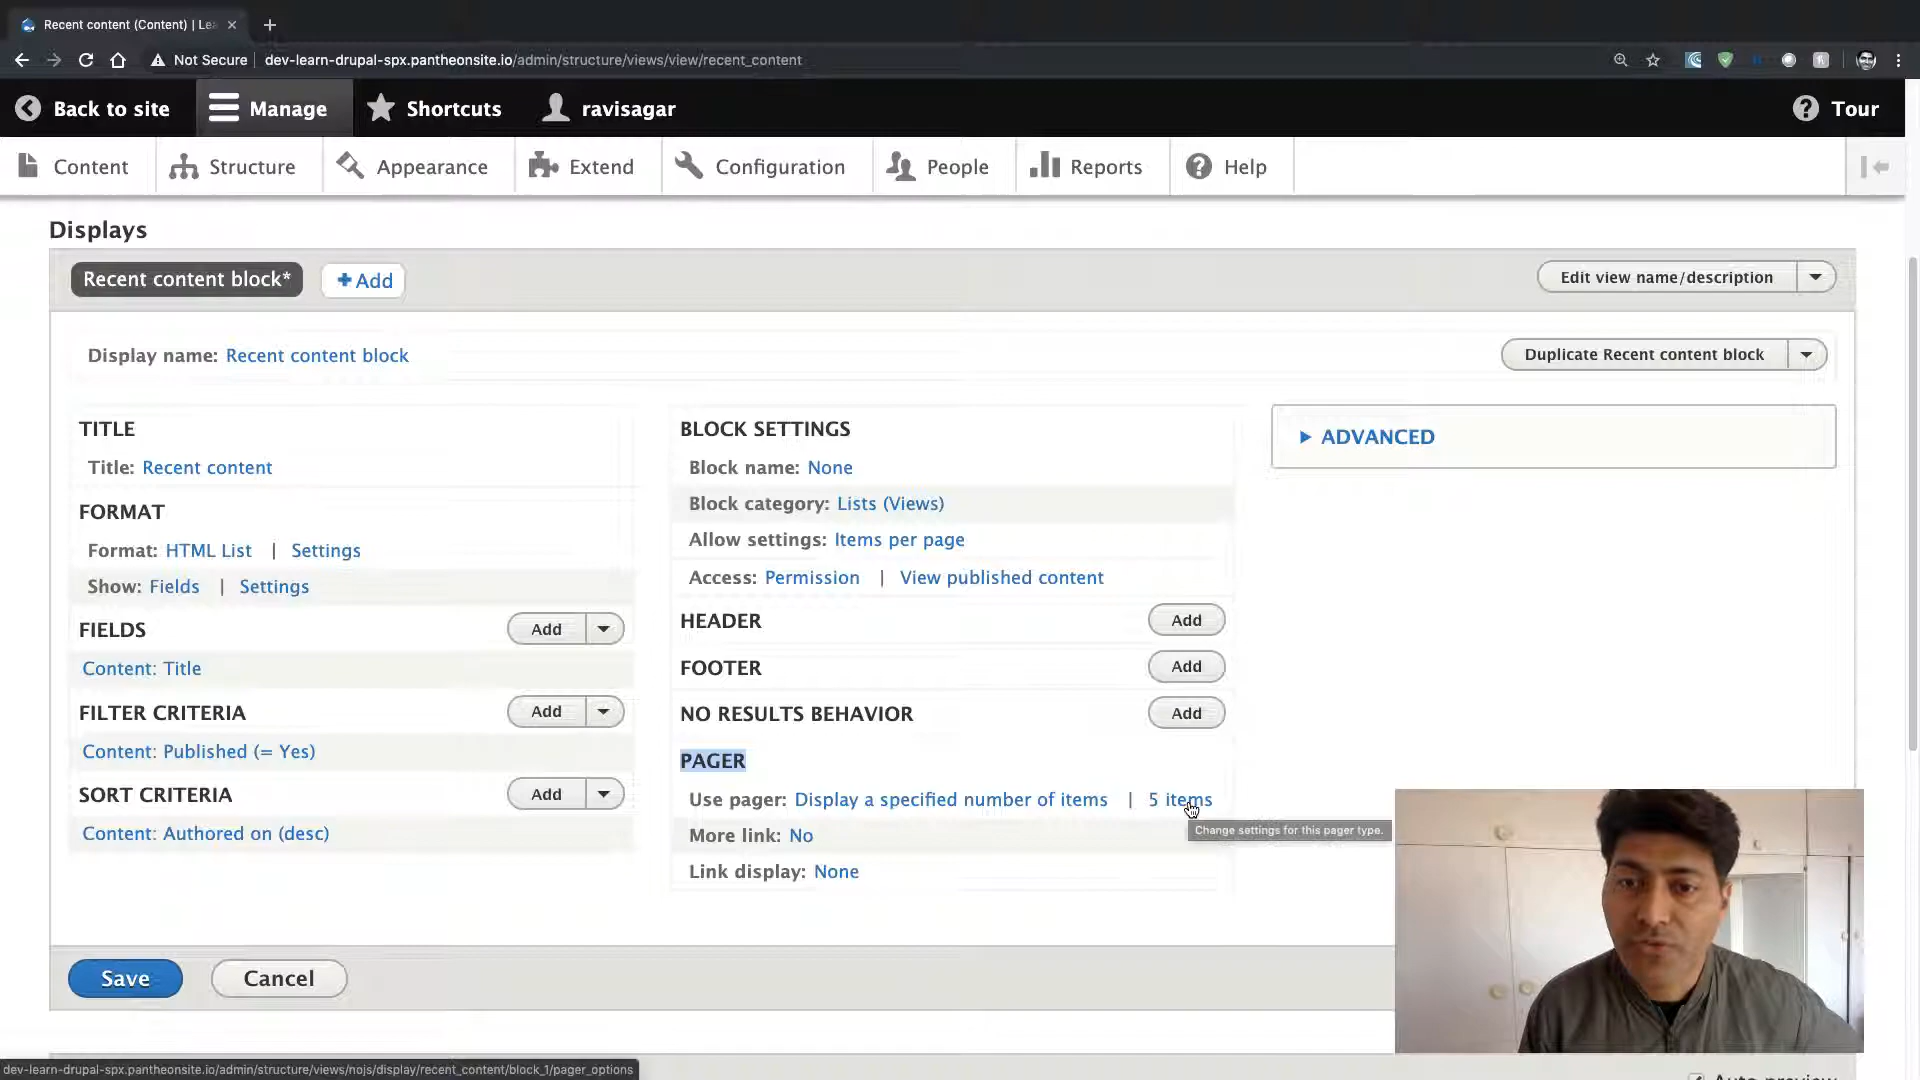 Recent content (Content) | Le
Not Secure | dev-learn-drupal-spx.pantheonsite.io/admin/structure/views/view/recent_content
Back to site Manage Shortcuts ravisagar Tour
Content Structure Appearance Extend Configuration People Reports Help
Displays
Recent content block* +Add Edit view name/description
Display name: Recent content block Duplicate Recent content block
TITLE
Title: Recent content
FORMAT
Format: HTML List | Settings
Show: Fields | Settings
FIELDS Add
Content: Title
FILTER CRITERIA Add
Content: Published (= Yes)
SORT CRITERIA Add
Content: Authored on (desc)
BLOCK SETTINGS
Block name: None
Block category: Lists (Views)
Allow settings: Items per page
Access: Permission | View published content
HEADER Add
FOOTER Add
NO RESULTS BEHAVIOR Add
PAGER
Use pager: Display a specified number of items | 5 items
Change settings for this pager type.
More link: No
Link display: None
ADVANCED
Save Cancel
Auto preview
dev-learn-drupal-spx.pantheonsite.io/admin/structure/views/nojs/display/recent_content/block_1/pager_options